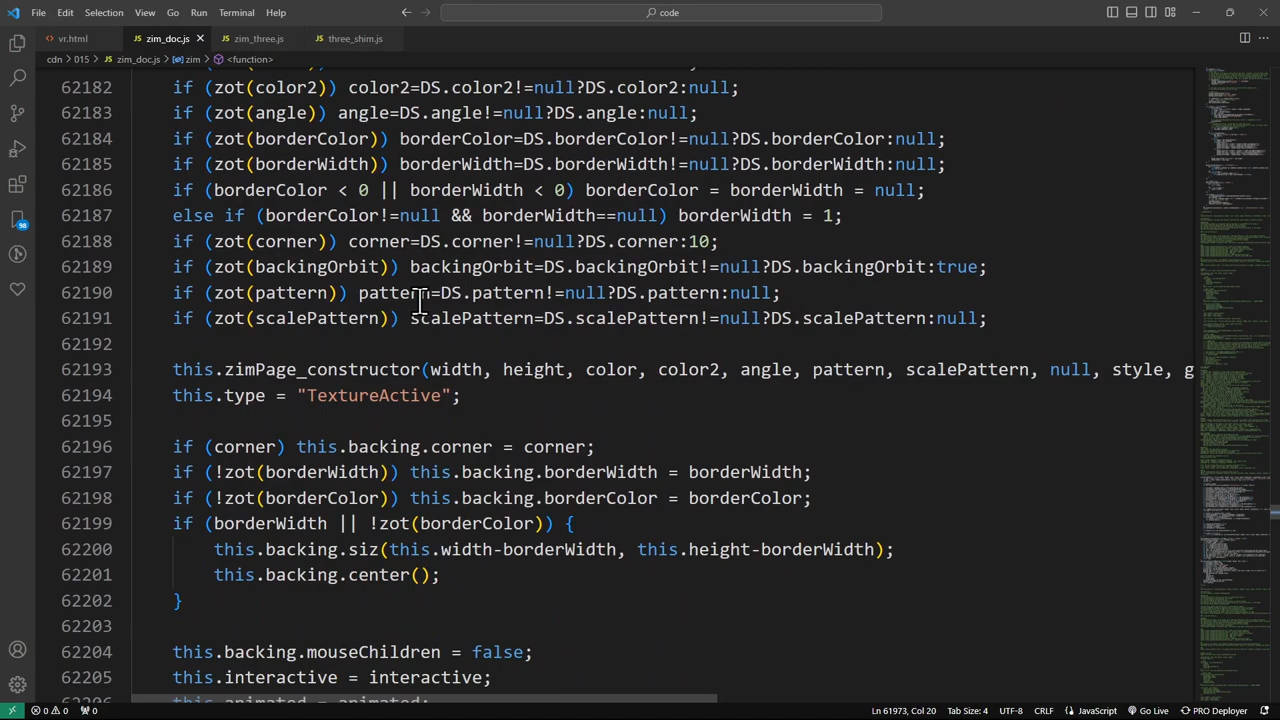 File Edit Selection View Go Run Terminal Help code
vr.html zim_doc.js zim_three.js three_shim.js
cdn > 015 > zim_doc.js > zim > <function>
62182 if (zot(color2)) color2=DS.color2!=null?DS.color2:null;
62183 if (zot(angle)) angle=DS.angle!=null?DS.angle:null;
62184 if (zot(borderColor)) borderColor=DS.borderColor!=null?DS.borderColor:null;
62185 if (zot(borderWidth)) borderWidth=DS.borderWidth!=null?DS.borderWidth:null;
62186 if (borderColor < 0 || borderWidth < 0) borderColor = borderWidth = null;
62187 else if (borderColor!=null && borderWidth==null) borderWidth = 1;
62188 if (zot(corner)) corner=DS.corner!=null?DS.corner:10;
62189 if (zot(backingOrbit)) backingOrbit=DS.backingOrbit!=null?DS.backingOrbit:true;
62190 if (zot(pattern)) pattern=DS.pattern!=null?DS.pattern:null;
62191 if (zot(scalePattern)) scalePattern=DS.scalePattern!=null?DS.scalePattern:null;
62192
62193 this.zimPage_constructor(width, height, color, color2, angle, pattern, scalePattern, null, style, g
62194 this.type = "TextureActive";
62195
62196 if (corner) this.backing.corner = corner;
62197 if (!zot(borderWidth)) this.backing.borderWidth = borderWidth;
62198 if (!zot(borderColor)) this.backing.borderColor = borderColor;
62199 if (borderWidth || !zot(borderColor)) {
62200 this.backing.siz(this.width-borderWidth, this.height-borderWidth);
62201 this.backing.center();
62202 }
62203
62204 this.backing.mouseChildren = false;
62205 this.interactive = interactive;
this.animated = animated;
98
0 0 Ln 61973, Col 20 Tab Size: 4 UTF-8 CRLF JavaScript Go Live PRO Deployer